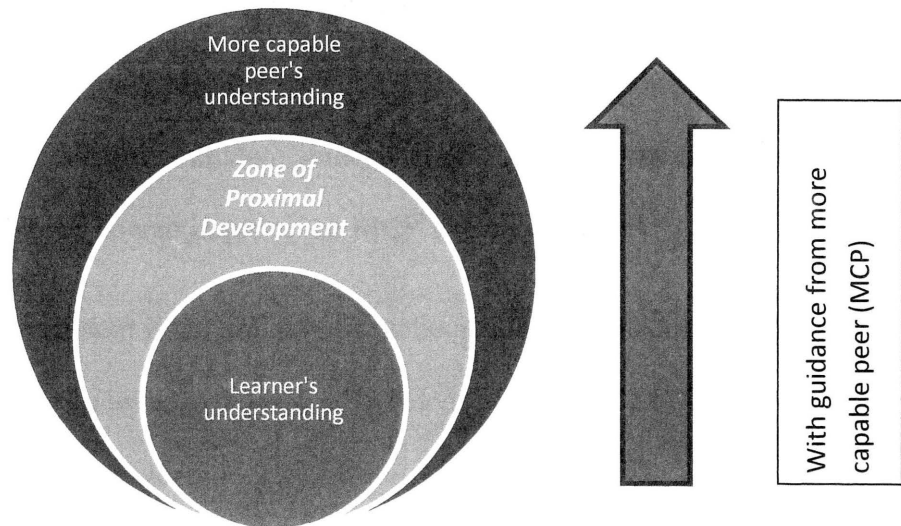 More capable
peer's
understanding
Zone of
Proximal
Development
Learner's
understanding
With guidance from more
capable peer (MCP)